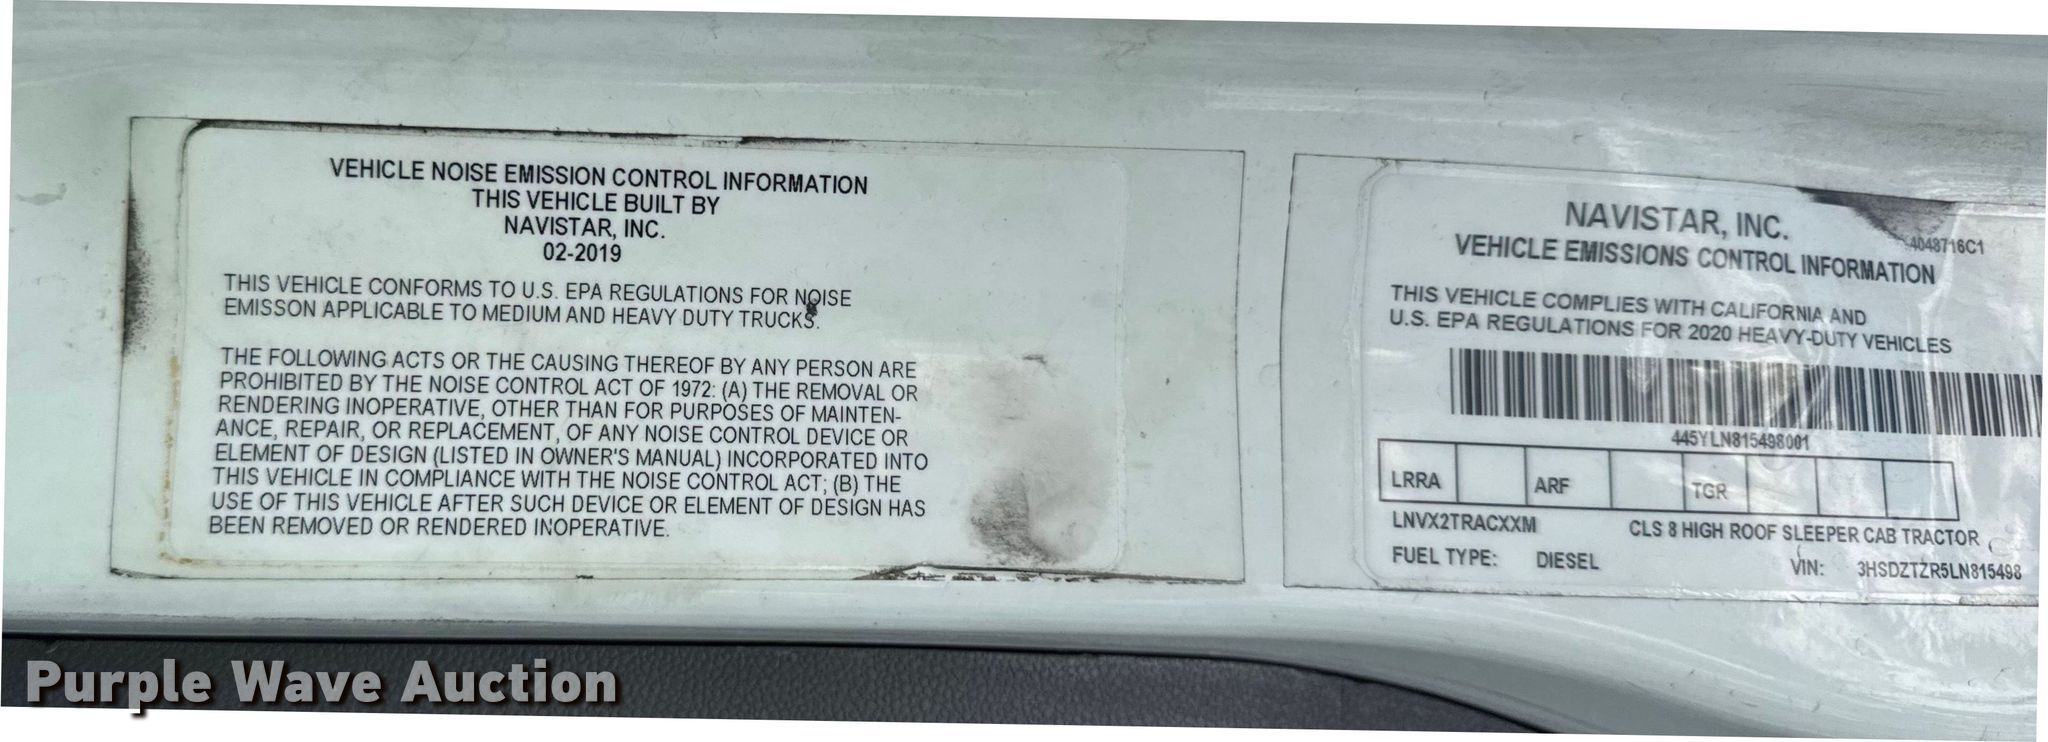 VEHICLE NOISE EMISSION CONTROL INFORMATION
THIS VEHICLE BUILT BY
NAVISTAR, INC.
02-2019
THIS VEHICLE CONFORMS TO U.S. EPA REGULATIONS FOR NOISE
EMISSON APPLICABLE TO MEDIUM AND HEAVY DUTY TRUCKS.
THE FOLLOWING ACTS OR THE CAUSING THEREOF BY ANY PERSON ARE
PROHIBITED BY THE NOISE CONTROL ACT OF 1972: (A) THE REMOVAL OR
RENDERING INOPERATIVE, OTHER THAN FOR PURPOSES OF MAINTEN-
ANCE, REPAIR, OR REPLACEMENT, OF ANY NOISE CONTROL DEVICE OR
ELEMENT OF DESIGN (LISTED IN OWNER'S MANUAL) INCORPORATED INTO
THIS VEHICLE IN COMPLIANCE WITH THE NOISE CONTROL ACT; (B) THE
USE OF THIS VEHICLE AFTER SUCH DEVICE OR ELEMENT OF DESIGN HAS
BEEN REMOVED OR RENDERED INOPERATIVE.
NAVISTAR, INC.
4048716C1
VEHICLE EMISSIONS CONTROL INFORMATION
THIS VEHICLE COMPLIES WITH CALIFORNIA AND
U.S. EPA REGULATIONS FOR 2020 HEAVY-DUTY VEHICLES
445YLN815498001
LRRA ARF TGR
LNVX2TRACXXM CLS 8 HIGH ROOF SLEEPER CAB TRACTOR
FUEL TYPE: DIESEL VIN: 3HSDZTZR5LN815498
Purple Wave Auction